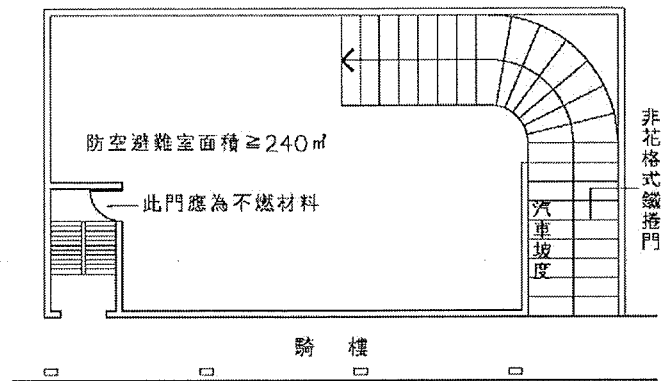 防空避難室面積≧240㎡
此門應為不燃材料
非花格式鐵捲門
汽車坡度
騎樓